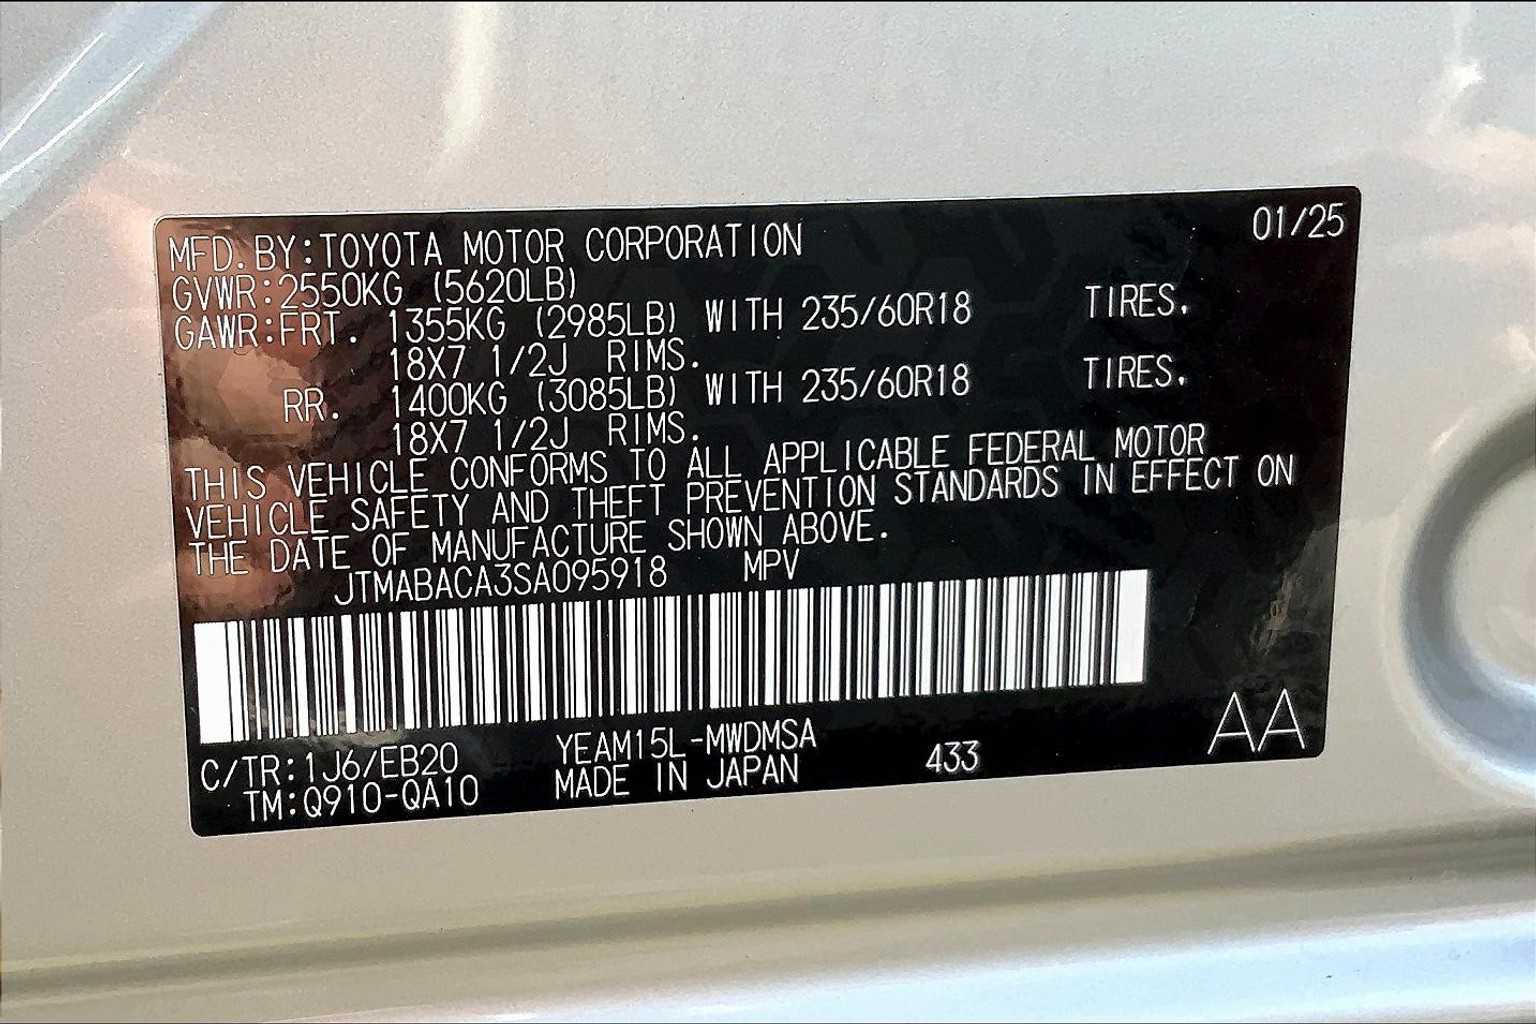 MFD. BY:TOYOTA MOTOR CORPORATION 01/25
GVWR:2550KG (5620LB)
GAWR:FRT. 1355KG (2985LB) WITH 235/60R18 TIRES.
18X7 1/2J RIMS.
RR. 1400KG (3085LB) WITH 235/60R18 TIRES.
18X7 1/2J RIMS.
THIS VEHICLE CONFORMS TO ALL APPLICABLE FEDERAL MOTOR
VEHICLE SAFETY AND THEFT PREVENTION STANDARDS IN EFFECT ON
THE DATE OF MANUFACTURE SHOWN ABOVE.
JTMABACA3SA095918 MPV
C/TR:1J6/EB20 YEAM15L-MWDMSA AA
TM:Q910-QA10 MADE IN JAPAN 433